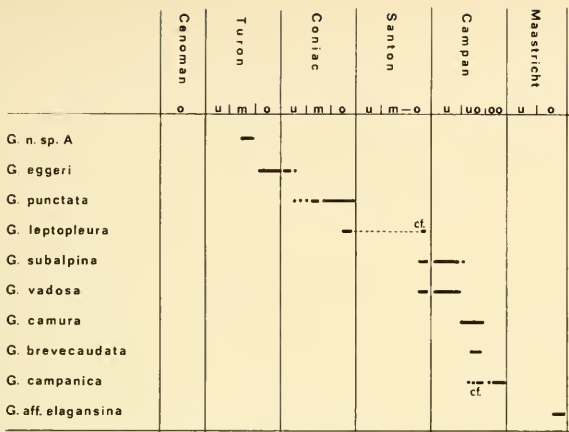 Cenoman
Turon
Coniac
Santon
Campan
Maastricht
o u m o u m o u m–o u uo oo u o
G. n. sp. A
G. eggeri
G. punctata
G. leptopleura cf.
G. subalpina
G. vadosa
G. camura
G. brevecaudata
G. campanica
cf.
G. aff. elagansina